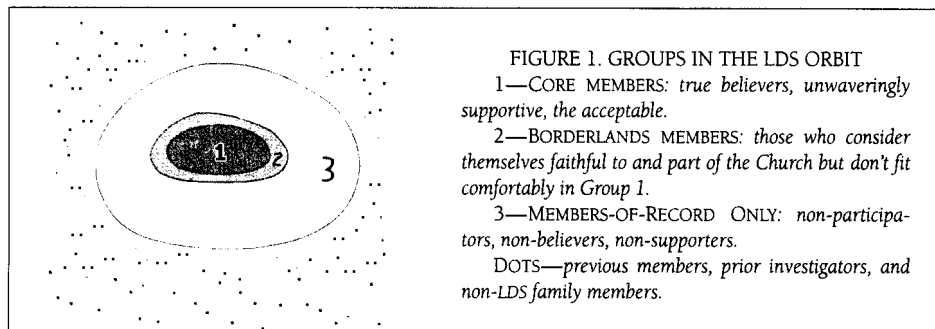 1
2
3
FIGURE 1. GROUPS IN THE LDS ORBIT
1—CORE MEMBERS: true believers, unwaveringly
supportive, the acceptable.
2—BORDERLANDS MEMBERS: those who consider
themselves faithful to and part of the Church but don't fit
comfortably in Group 1.
3—MEMBERS-OF-RECORD ONLY: non-participa-
tors, non-believers, non-supporters.
DOTS—previous members, prior investigators, and
non-LDS family members.